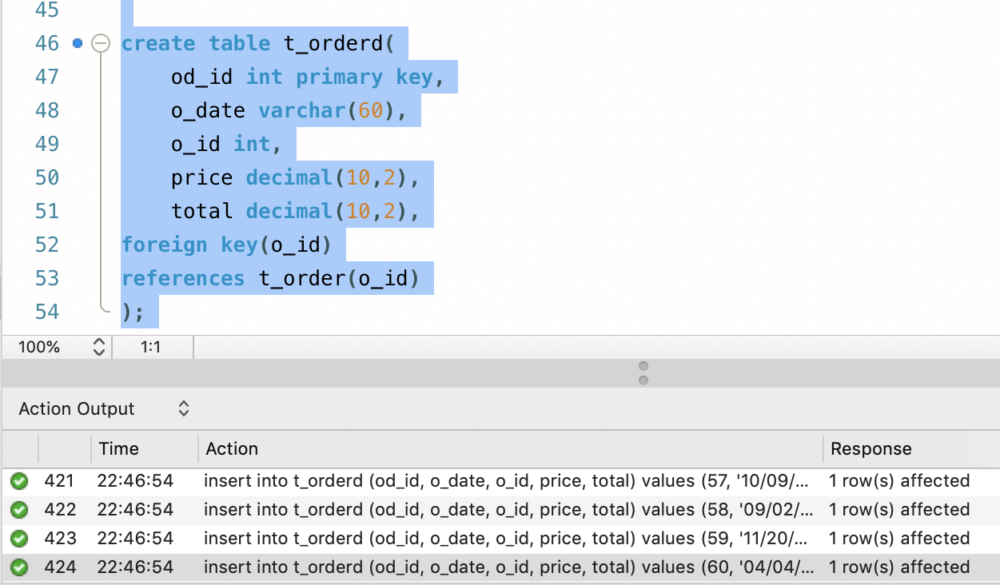 45
46 create table t_orderd(
47 od_id int primary key,
48 o_date varchar(60),
49 o_id int,
50 price decimal(10,2),
51 total decimal(10,2),
52 foreign key(o_id)
53 references t_order(o_id)
54 );
100% 1:1
Action Output
Time Action Response
421 22:46:54 insert into t_orderd (od_id, o_date, o_id, price, total) values (57, '10/09/... 1 row(s) affected
422 22:46:54 insert into t_orderd (od_id, o_date, o_id, price, total) values (58, '09/02/... 1 row(s) affected
423 22:46:54 insert into t_orderd (od_id, o_date, o_id, price, total) values (59, '11/20/... 1 row(s) affected
424 22:46:54 insert into t_orderd (od_id, o_date, o_id, price, total) values (60, '04/04/... 1 row(s) affected